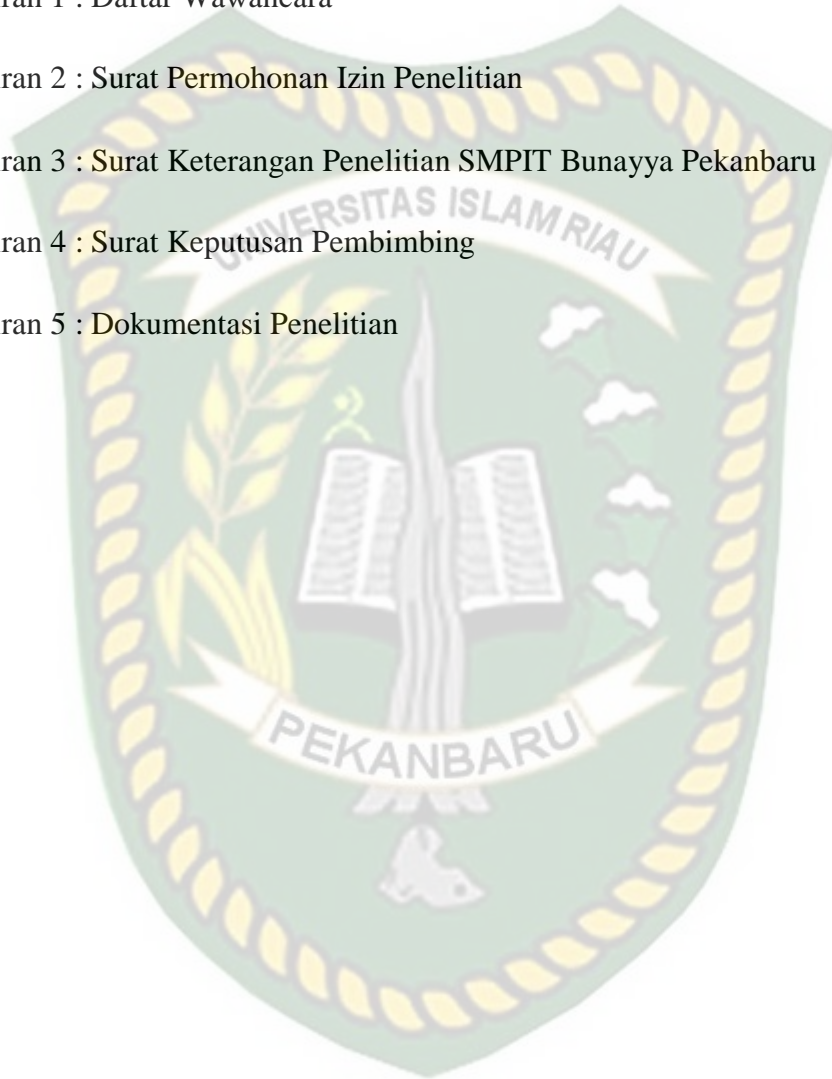 ran 1 : Daftar Wawancara
ran 2 : Surat Permohonan Izin Penelitian
ran 3 : Surat Keterangan Penelitian SMPIT Bunayya Pekanbaru
UNIVERSITAS ISLAM RIAU
ran 4 : Surat Keputusan Pembimbing
ran 5 : Dokumentasi Penelitian
PEKANBARU